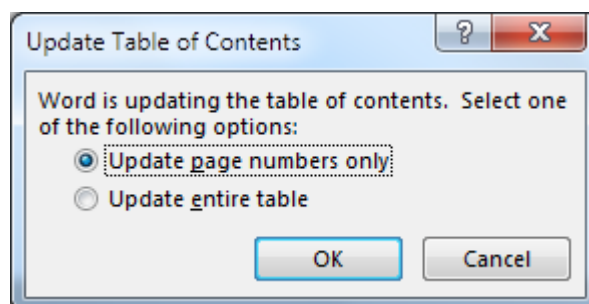 Update Table of Contents
Word is updating the table of contents. Select one
of the following options:
Update page numbers only
Update entire table
OK
Cancel